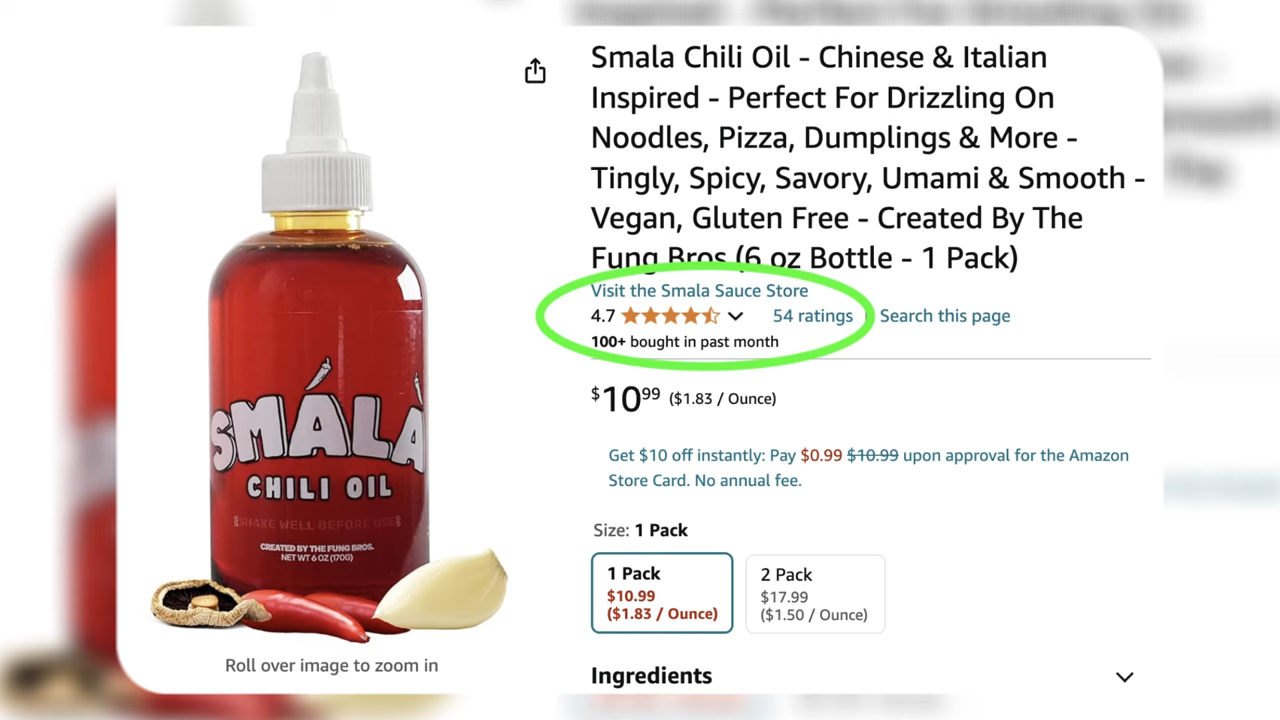 Smala Chili Oil - Chinese & Italian
Inspired - Perfect For Drizzling On
Noodles, Pizza, Dumplings & More -
Tingly, Spicy, Savory, Umami & Smooth -
Vegan, Gluten Free - Created By The
Fung Bros (6 oz Bottle - 1 Pack)
Visit the Smala Sauce Store
4.7 54 ratings Search this page
100+ bought in past month
$10.99 ($1.83 / Ounce)
Get $10 off instantly: Pay $0.99 $10.99 upon approval for the Amazon
Store Card. No annual fee.
Size: 1 Pack
1 Pack
$10.99
($1.83 / Ounce)
2 Pack
$17.99
($1.50 / Ounce)
Ingredients
SMÁLÀ
CHILI OIL
SHAKE WELL BEFORE USE
CREATED BY THE FUNG BROS.
NET WT 6 OZ (170G)
Roll over image to zoom in